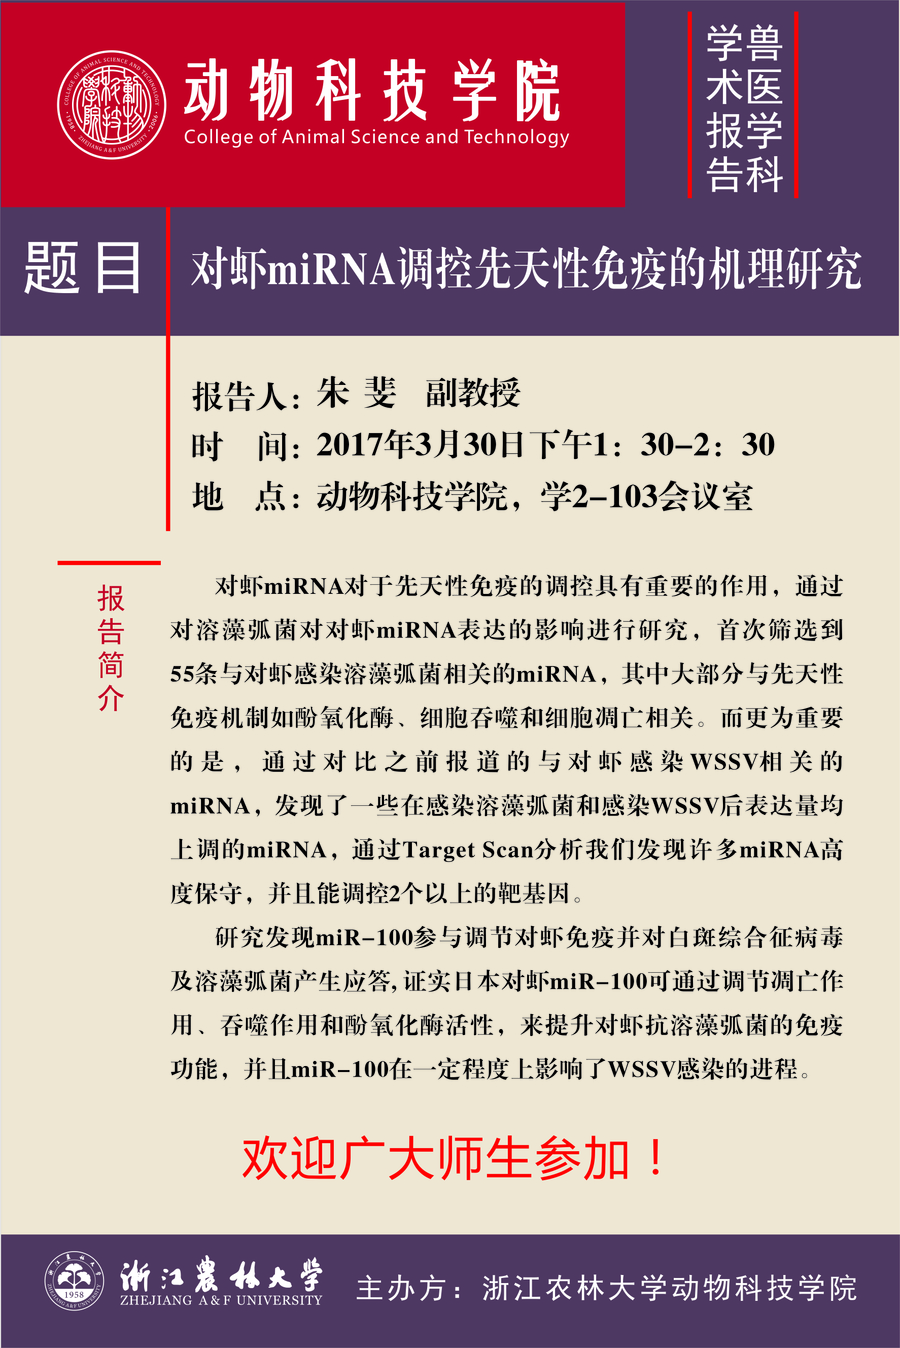 动物科技学院
College of Animal Science and Technology
COLLEGE OF ANIMAL SCIENCE AND TECHNOLOGY
·1958· ZHEJIANG A&F UNIVERSITY ·2008·
兽医学科
学术报告
题目
对虾miRNA调控先天性免疫的机理研究
报告人：朱 斐 副教授
时 间：2017年3月30日下午1：30-2：30
地 点：动物科技学院，学2-103会议室
报告简介
对虾miRNA对于先天性免疫的调控具有重要的作用，通过
对溶藻弧菌对对虾miRNA表达的影响进行研究，首次筛选到
55条与对虾感染溶藻弧菌相关的miRNA，其中大部分与先天性
免疫机制如酚氧化酶、细胞吞噬和细胞凋亡相关。而更为重要
的是，通过对比之前报道的与对虾感染WSSV相关的
miRNA，发现了一些在感染溶藻弧菌和感染WSSV后表达量均
上调的miRNA，通过Target Scan分析我们发现许多miRNA高
度保守，并且能调控2个以上的靶基因。
研究发现miR-100参与调节对虾免疫并对白斑综合征病毒
及溶藻弧菌产生应答,证实日本对虾miR-100可通过调节凋亡作
用、吞噬作用和酚氧化酶活性，来提升对虾抗溶藻弧菌的免疫
功能，并且miR-100在一定程度上影响了WSSV感染的进程。
欢迎广大师生参加！
浙江农林大学
ZHEJIANG A&F UNIVERSITY
1958
ZHEJIANG A&F UNIVERSITY
主办方：浙江农林大学动物科技学院